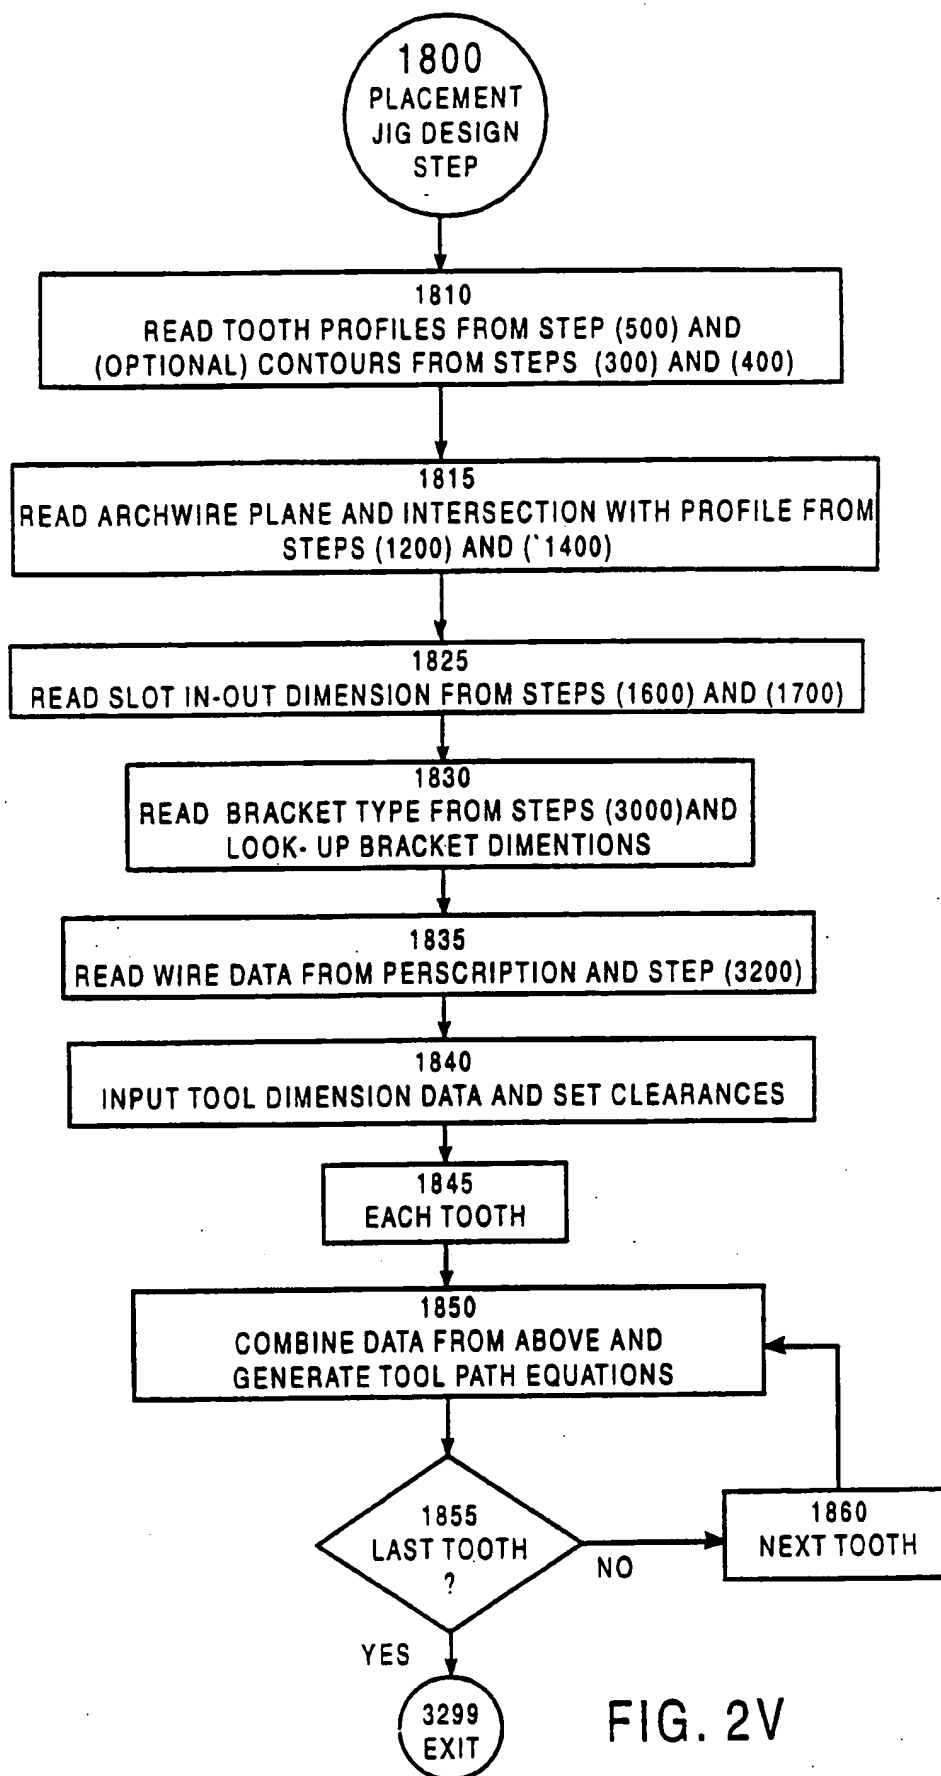 1800
PLACEMENT
JIG DESIGN
STEP
1810
READ TOOTH PROFILES FROM STEP (500) AND
(OPTIONAL) CONTOURS FROM STEPS (300) AND (400)
1815
READ ARCHWIRE PLANE AND INTERSECTION WITH PROFILE FROM
STEPS (1200) AND (`1400)
1825
READ SLOT IN-OUT DIMENSION FROM STEPS (1600) AND (1700)
1830
READ BRACKET TYPE FROM STEPS (3000)AND
LOOK- UP BRACKET DIMENTIONS
1835
READ WIRE DATA FROM PERSCRIPTION AND STEP (3200)
1840
INPUT TOOL DIMENSION DATA AND SET CLEARANCES
1845
EACH TOOTH
1850
COMBINE DATA FROM ABOVE AND
GENERATE TOOL PATH EQUATIONS
1855
LAST TOOTH
?
NO
1860
NEXT TOOTH
YES
3299
EXIT
FIG. 2V